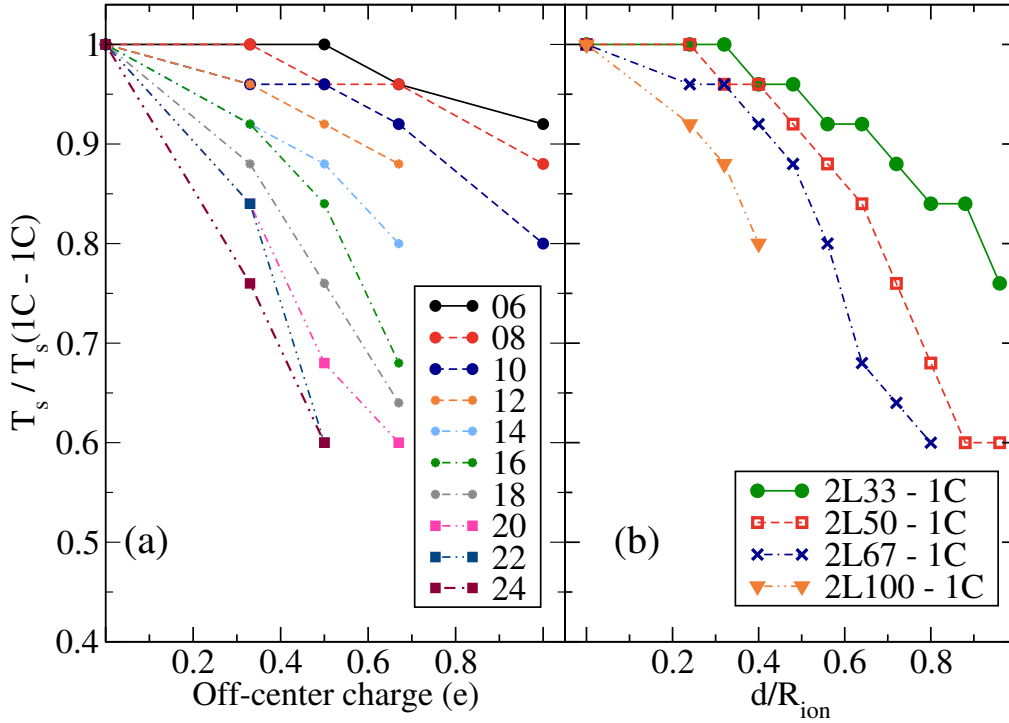 T_s / T_s(1C - 1C)
1
0.9
0.8
0.7
0.6
0.5
0.4
(a)
06
08
10
12
14
16
18
20
22
24
0.2 0.4 0.6 0.8
Off-center charge (e)
(b)
2L33 - 1C
2L50 - 1C
2L67 - 1C
2L100 - 1C
0.2 0.4 0.6 0.8
d/R_ion